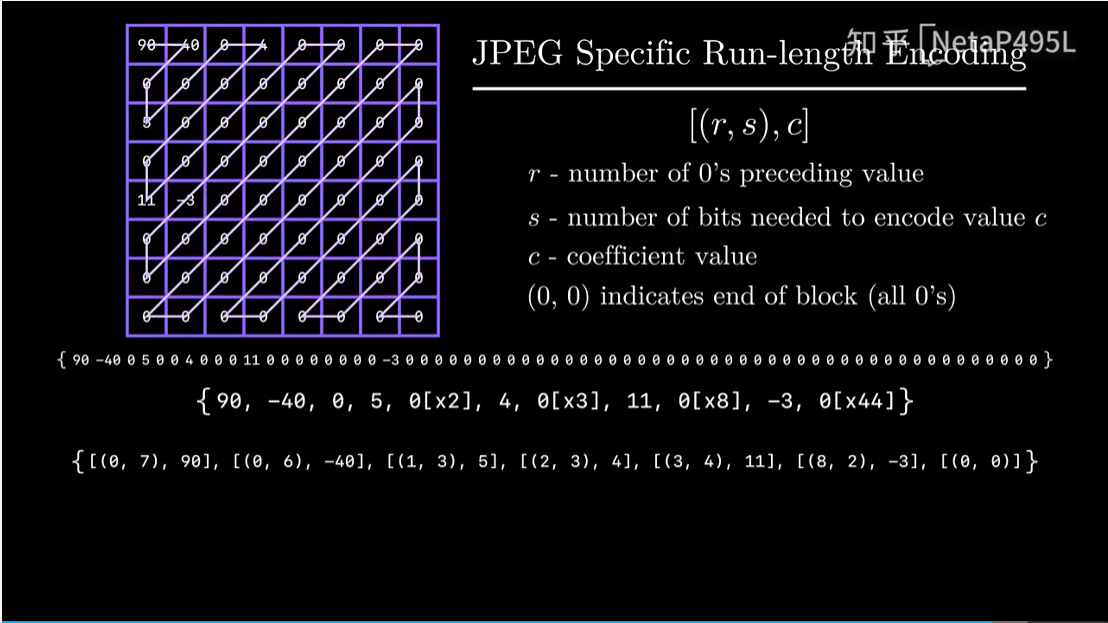 90 -40 0 4 0 0 0 0
0 0 0 0 0 0 0 0
5 0 0 0 0 0 0 0
0 0 0 0 0 0 0 0
11 -3 0 0 0 0 0 0
0 0 0 0 0 0 0 0
0 0 0 0 0 0 0 0
0 0 0 0 0 0 0 0
知乎 NetaP495L
JPEG Specific Run-length Encoding
[(r, s), c]
r - number of 0's preceding value
s - number of bits needed to encode value c
c - coefficient value
(0, 0) indicates end of block (all 0's)
{ 90 −40 0 5 0 0 4 0 0 0 11 0 0 0 0 0 0 0 0 −3 0 0 0 0 0 0 0 0 0 0 0 0 0 0 0 0 0 0 0 0 0 0 0 0 0 0 0 0 0 0 0 0 0 0 0 0 0 0 0 0 0 0 0 0 }
{ 90, −40, 0, 5, 0[x2], 4, 0[x3], 11, 0[x8], −3, 0[x44]}
{[(0, 7), 90], [(0, 6), −40], [(1, 3), 5], [(2, 3), 4], [(3, 4), 11], [(8, 2), −3], [(0, 0)]}